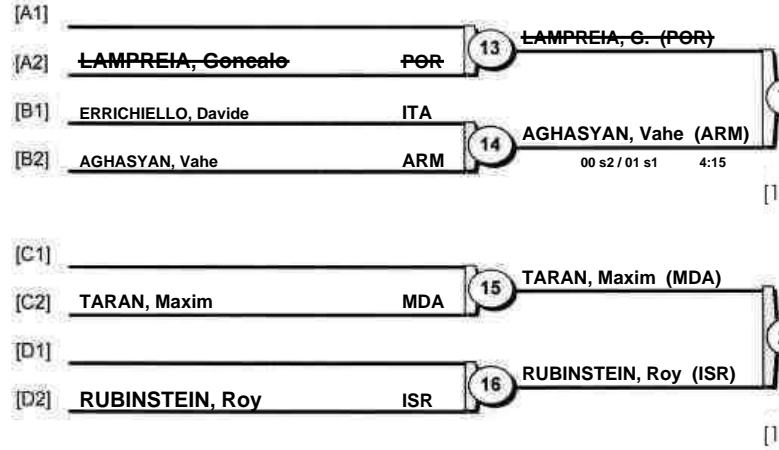 [A1]
[A2] LAMPREIA, Goncalo POR
13 LAMPREIA, G. (POR)
[B1] ERRICHIELLO, Davide ITA
[B2] AGHASYAN, Vahe ARM
14 AGHASYAN, Vahe (ARM)
00 s2 / 01 s1 4:15
[C1]
[C2] TARAN, Maxim MDA
15 TARAN, Maxim (MDA)
[D1]
[D2] RUBINSTEIN, Roy ISR
16 RUBINSTEIN, Roy (ISR)